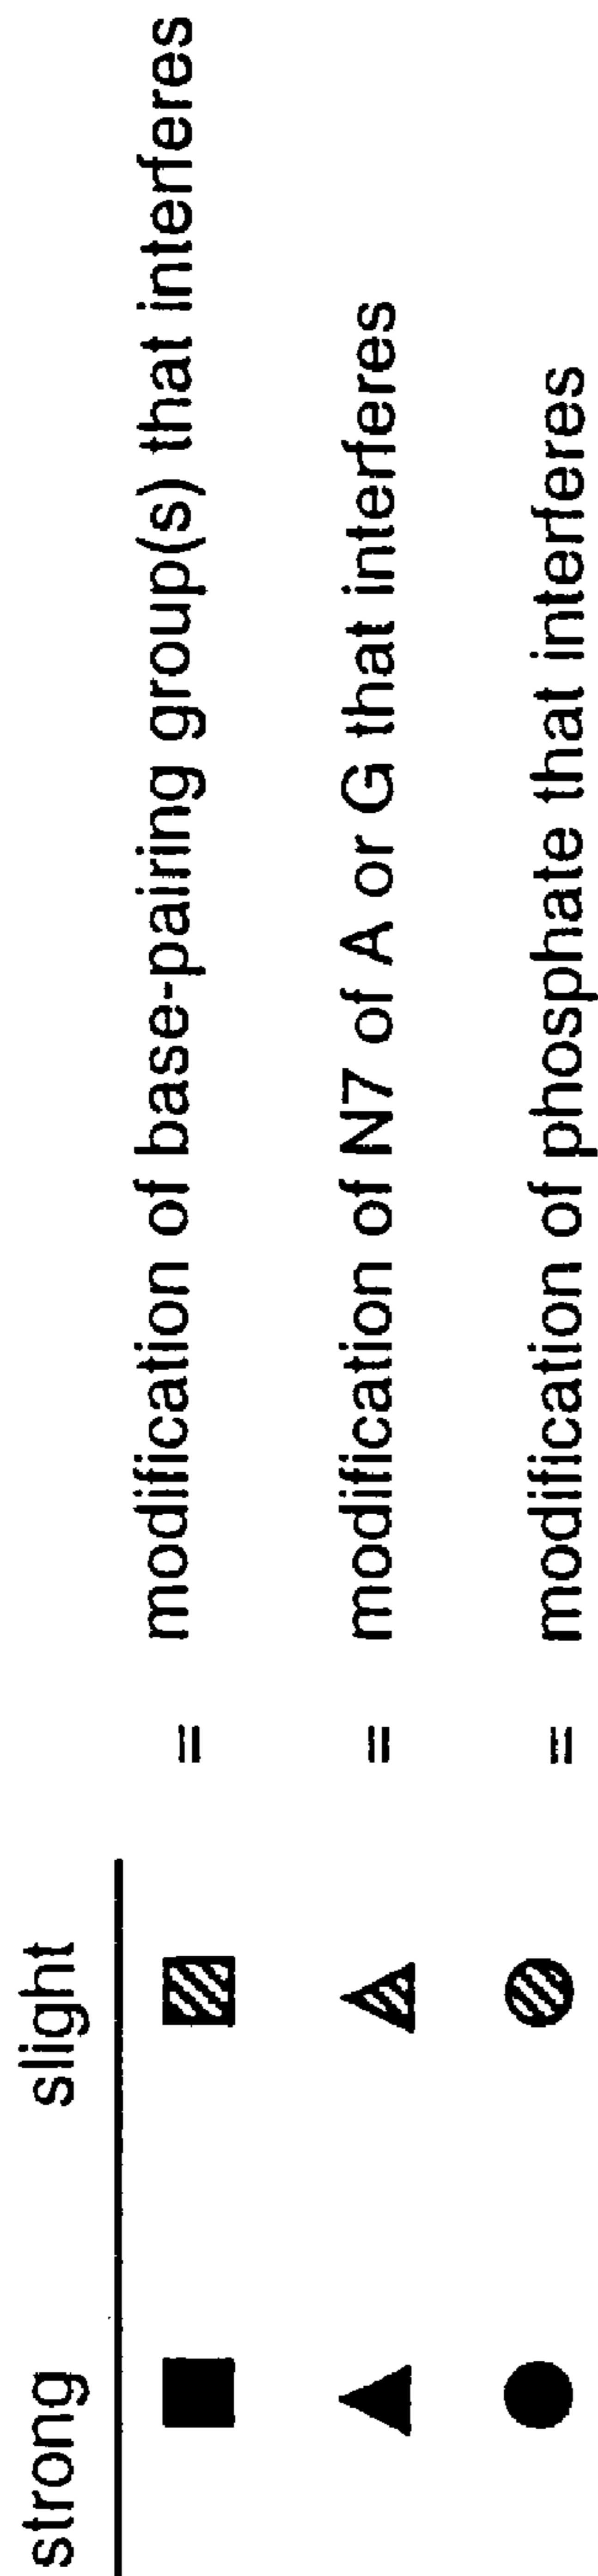 strong slight
= modification of base-pairing group(s) that interferes
= modification of N7 of A or G that interferes
= modification of phosphate that interferes